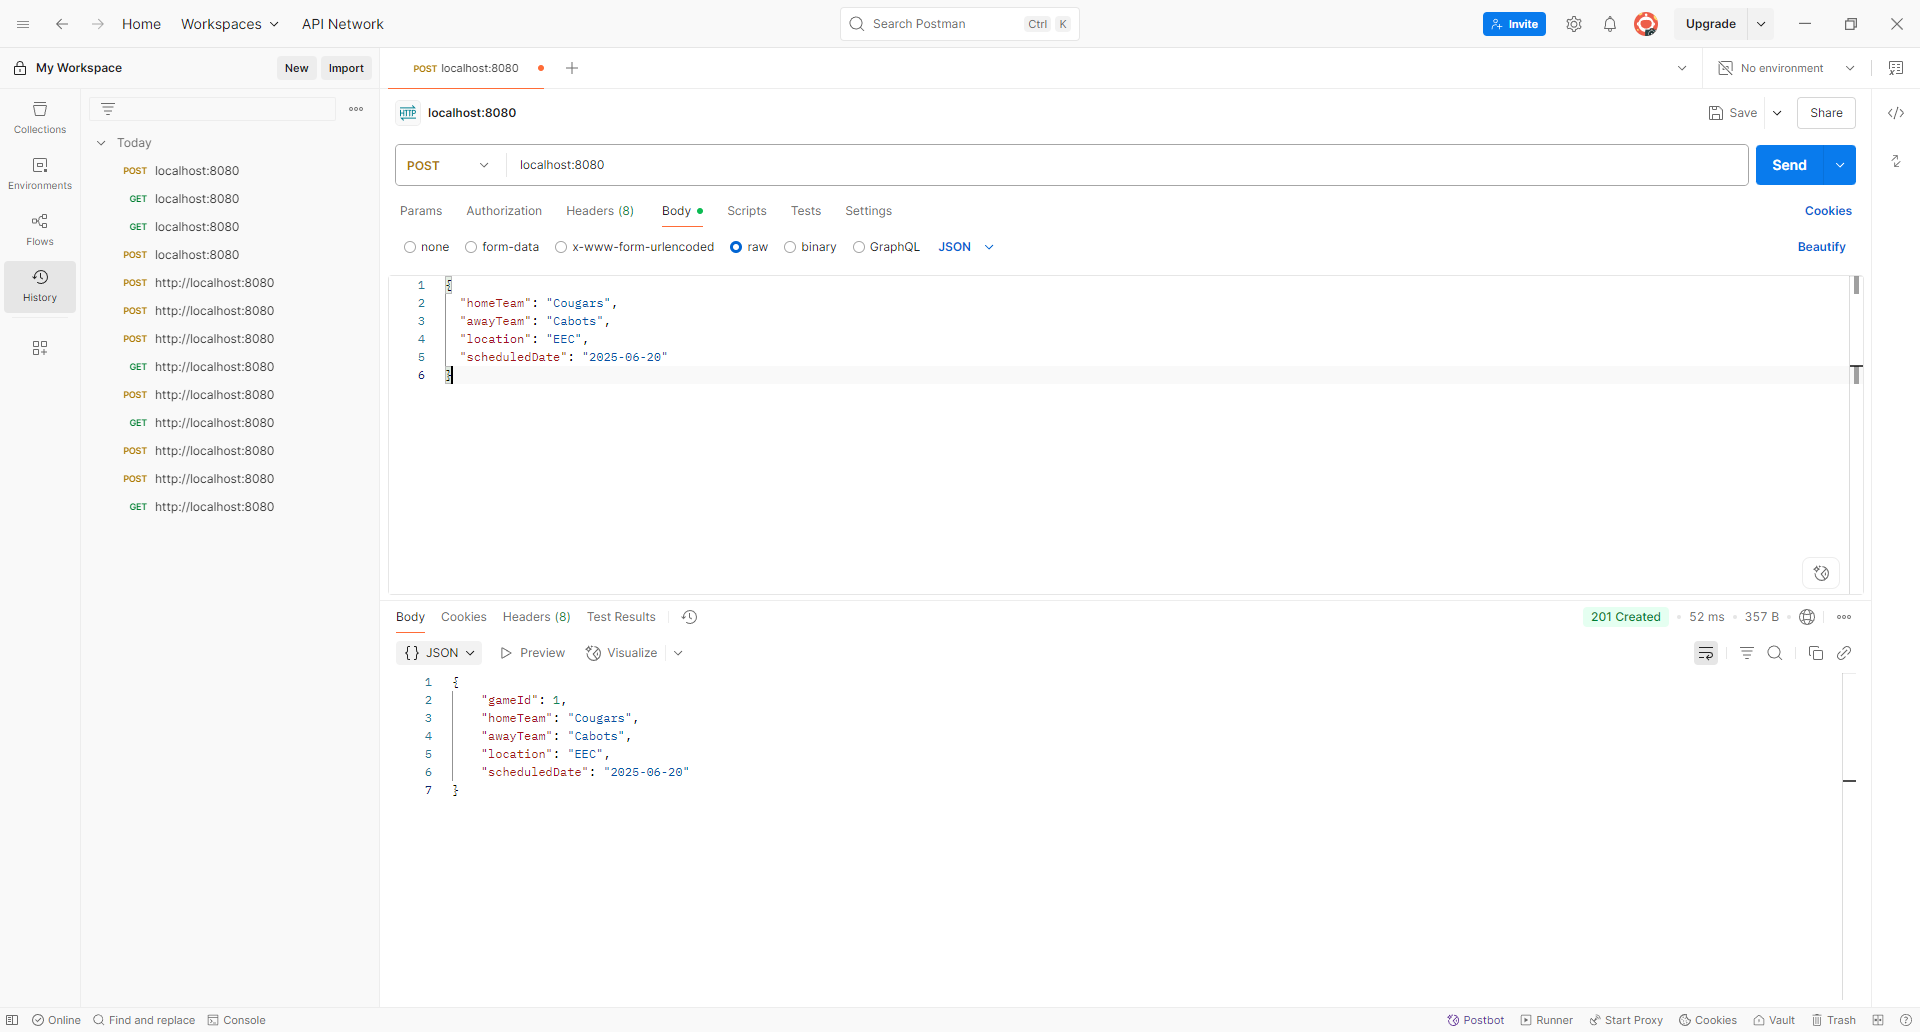 Home Workspaces API Network Search Postman Ctrl K Invite Upgrade
My Workspace New Import POST localhost:8080 No environment
HTTP localhost:8080 Save Share
Collections
Environments
Flows
History
Today
POST localhost:8080
GET localhost:8080
GET localhost:8080
POST localhost:8080
POST http://localhost:8080
POST http://localhost:8080
POST http://localhost:8080
GET http://localhost:8080
POST http://localhost:8080
GET http://localhost:8080
POST http://localhost:8080
POST http://localhost:8080
GET http://localhost:8080
POST localhost:8080 Send
Params Authorization Headers (8) Body Scripts Tests Settings Cookies
none form-data x-www-form-urlencoded raw binary GraphQL JSON Beautify
1 {
2 "homeTeam": "Cougars",
3 "awayTeam": "Cabots",
4 "location": "EEC",
5 "scheduledDate": "2025-06-20"
6 }
Body Cookies Headers (8) Test Results 201 Created 52 ms 357 B
{} JSON Preview Visualize
1 {
2 "gameId": 1,
3 "homeTeam": "Cougars",
4 "awayTeam": "Cabots",
5 "location": "EEC",
6 "scheduledDate": "2025-06-20"
7 }
Online Find and replace Console Postbot Runner Start Proxy Cookies Vault Trash